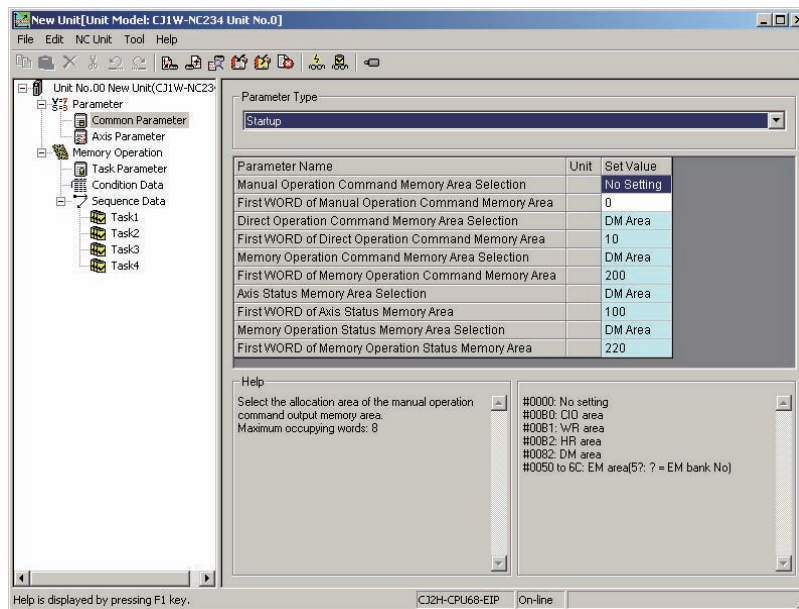 New Unit[Unit Model: CJ1W-NC234 Unit No.0]
File Edit NC Unit Tool Help
Unit No.00 New Unit(CJ1W-NC23
Parameter
Common Parameter
Axis Parameter
Memory Operation
Task Parameter
Condition Data
Sequence Data
Task1
Task2
Task3
Task4
Parameter Type
Startup
Parameter Name Unit Set Value
Manual Operation Command Memory Area Selection No Setting
First WORD of Manual Operation Command Memory Area 0
Direct Operation Command Memory Area Selection DM Area
First WORD of Direct Operation Command Memory Area 10
Memory Operation Command Memory Area Selection DM Area
First WORD of Memory Operation Command Memory Area 200
Axis Status Memory Area Selection DM Area
First WORD of Axis Status Memory Area 100
Memory Operation Status Memory Area Selection DM Area
First WORD of Memory Operation Status Memory Area 220
Help
Select the allocation area of the manual operation
command output memory area.
Maximum occupying words: 8
#0000: No setting
#00B0: CIO area
#00B1: WR area
#00B2: HR area
#0082: DM area
#0050 to 6C: EM area(5?: ? = EM bank No)
Help is displayed by pressing F1 key.
CJ2H-CPU68-EIP
On-line